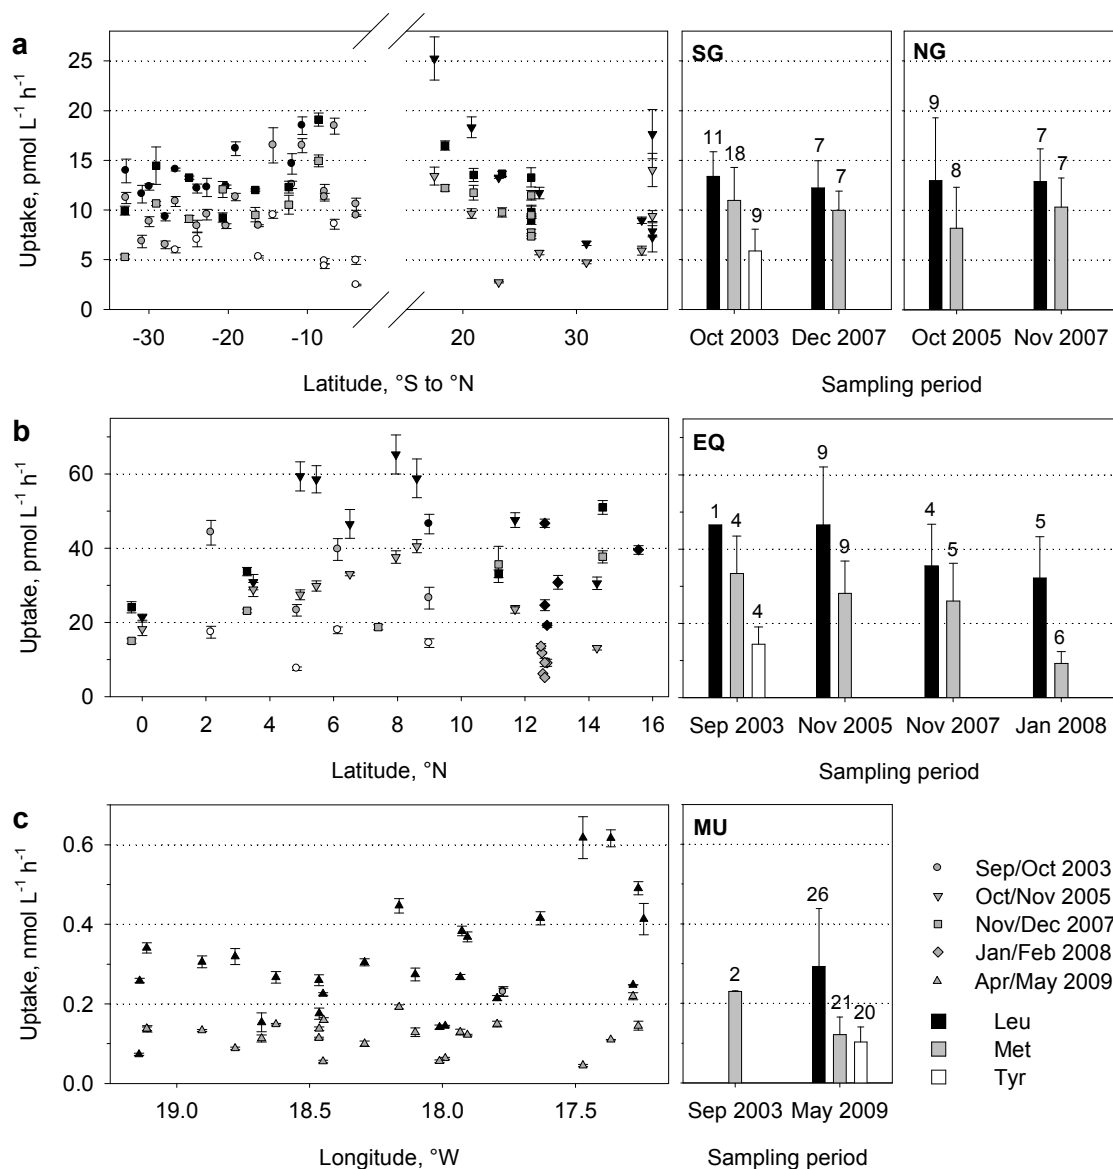 a
Uptake, pmol L⁻¹ h⁻¹
25
20
15
10
5
0
-30
-20
-10
20
30
Latitude, °S to °N
SG
11
18
9
7
7
Oct 2003
Dec 2007
NG
9
8
7
7
Oct 2005
Nov 2007
Sampling period
b
Uptake, pmol L⁻¹ h⁻¹
60
40
20
0
0
2
4
6
8
10
12
14
16
Latitude, °N
EQ
1
4
4
9
9
4
5
5
6
Sep 2003
Nov 2005
Nov 2007
Jan 2008
Sampling period
c
Uptake, nmol L⁻¹ h⁻¹
0.6
0.4
0.2
0.0
19.0
18.5
18.0
17.5
Longitude, °W
MU
2
26
21
20
Sep 2003
May 2009
Sampling period
Sep/Oct 2003
Oct/Nov 2005
Nov/Dec 2007
Jan/Feb 2008
Apr/May 2009
Leu
Met
Tyr